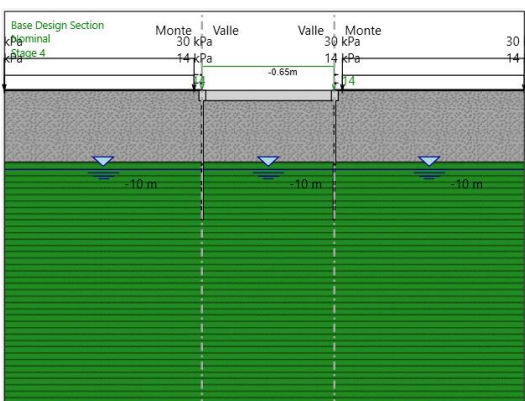 Base Design Section
Nominal
Stage 4
Monte Valle Valle Monte
kPa 30 kPa 30 kPa 30
kPa 14 kPa 14 kPa 14
-0.65m
14 14
-10 m -10 m -10 m